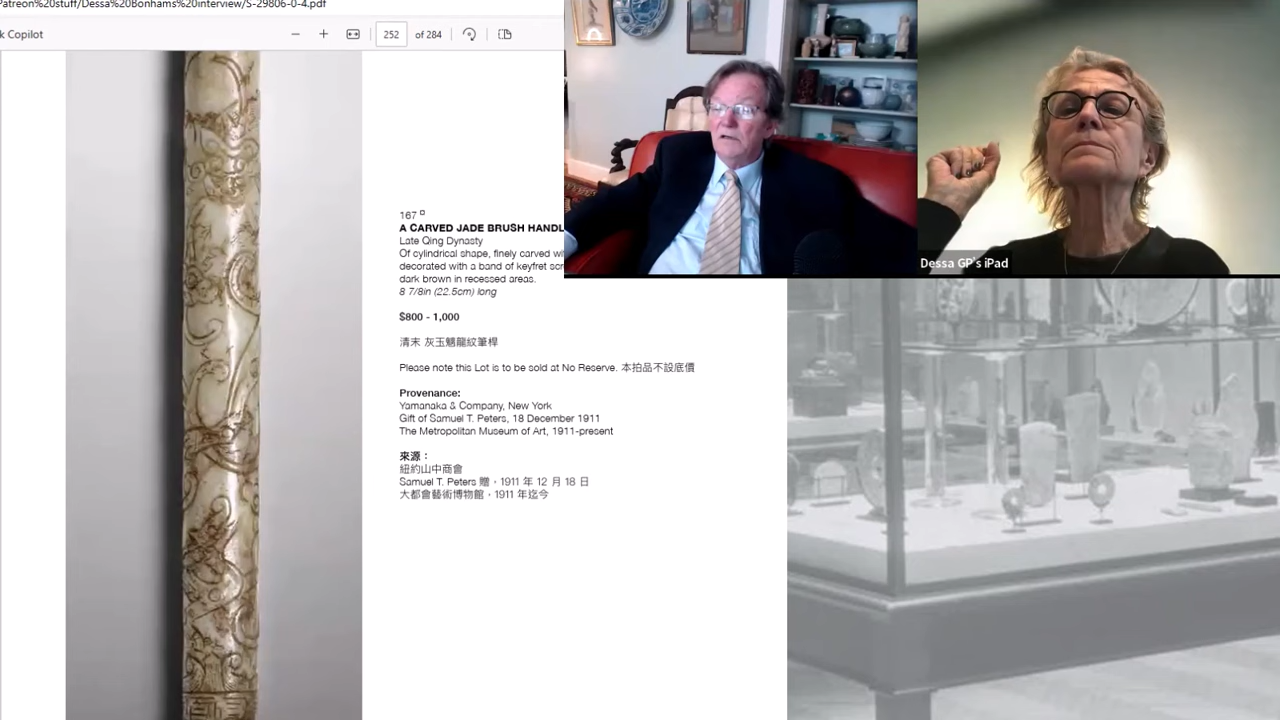 Patreon%20stuff/Dessa%20Bonhams%20interview/S-29806-0-4.pdf
k Copilot
252 of 284
167
A CARVED JADE BRUSH HANDL
Late Qing Dynasty
Of cylindrical shape, finely carved wi
decorated with a band of keyfret scr
dark brown in recessed areas.
8 7/8in (22.5cm) long
$800 - 1,000
清末 灰玉螭龍紋筆桿
Please note this Lot is to be sold at No Reserve. 本拍品不設底價
Provenance:
Yamanaka & Company, New York
Gift of Samuel T. Peters, 18 December 1911
The Metropolitan Museum of Art, 1911-present
來源：
紐約山中商會
Samuel T. Peters 贈，1911 年 12 月 18 日
大都會藝術博物館，1911 年迄今
Dessa GP's iPad